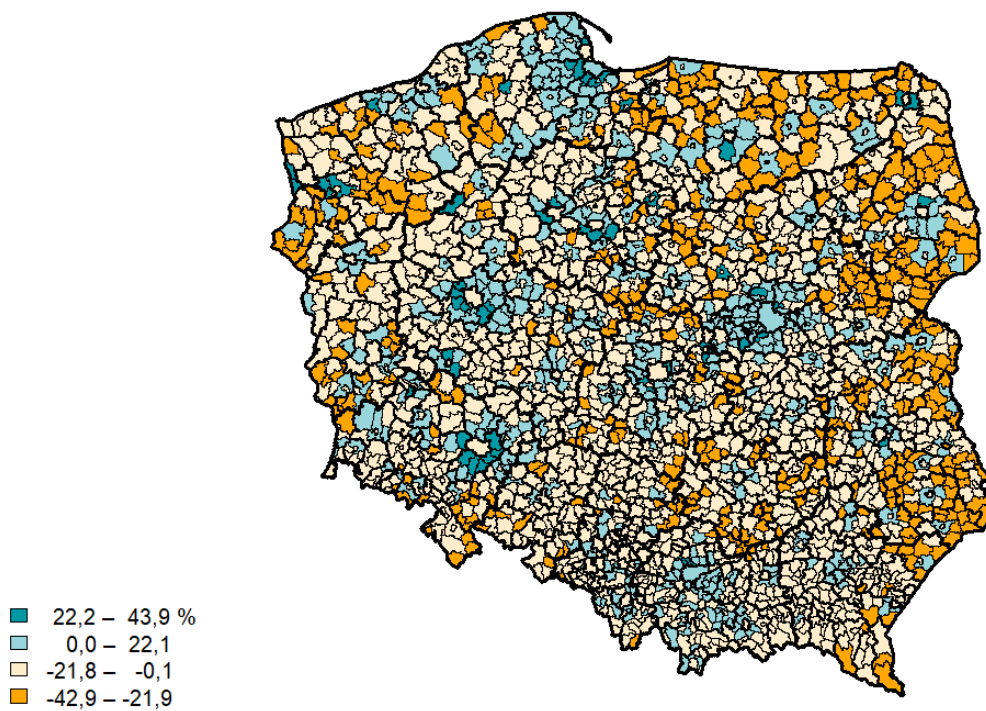 22,2 – 43,9 %
0,0 – 22,1
-21,8 – -0,1
-42,9 – -21,9